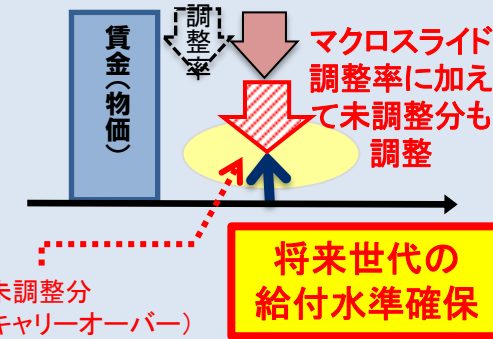 賃金(物価)
調整率
マクロスライド
調整率に加え
て未調整分も
調整
未調整分
キャリーオーバー)
将来世代の
給付水準確保